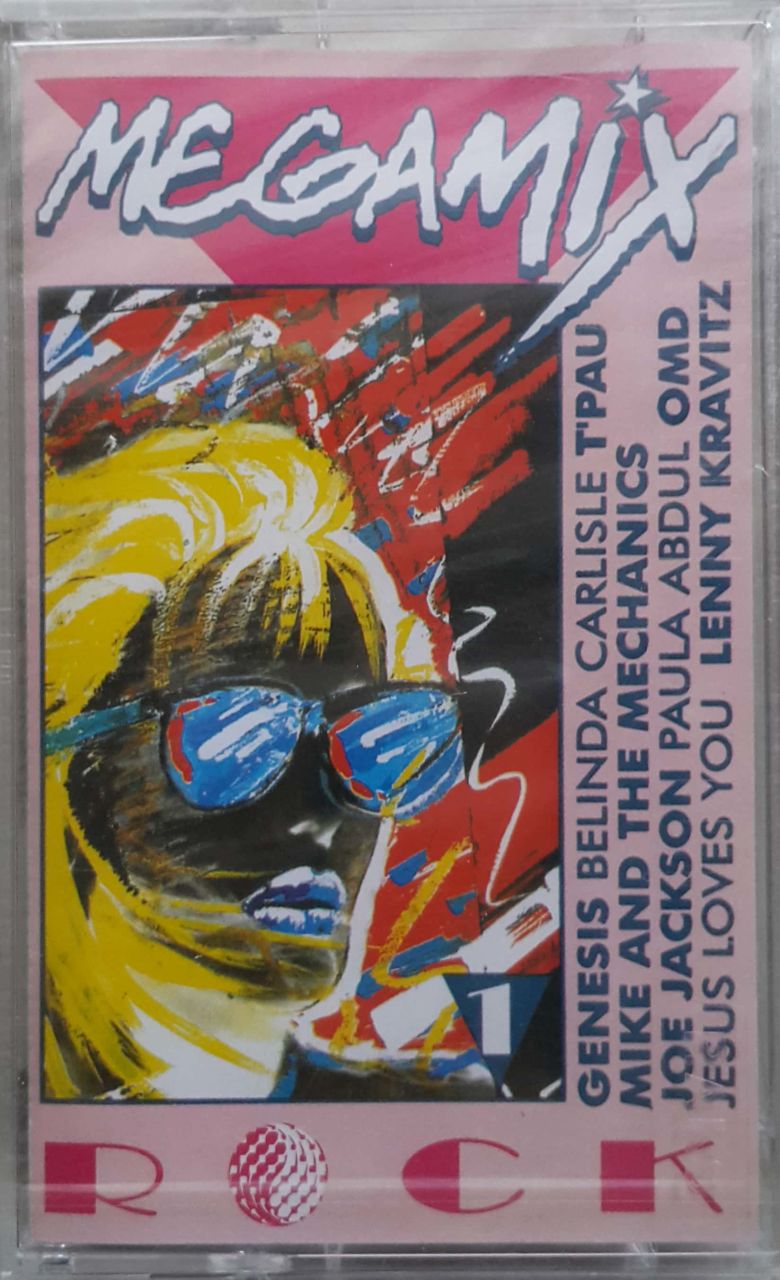 MEGAMIX
GENESIS BELINDA CARLISLE T'PAU
MIKE AND THE MECHANICS
JOE JACKSON PAULA ABDUL OMD
JESUS LOVES YOU LENNY KRAVITZ
1
ROCK